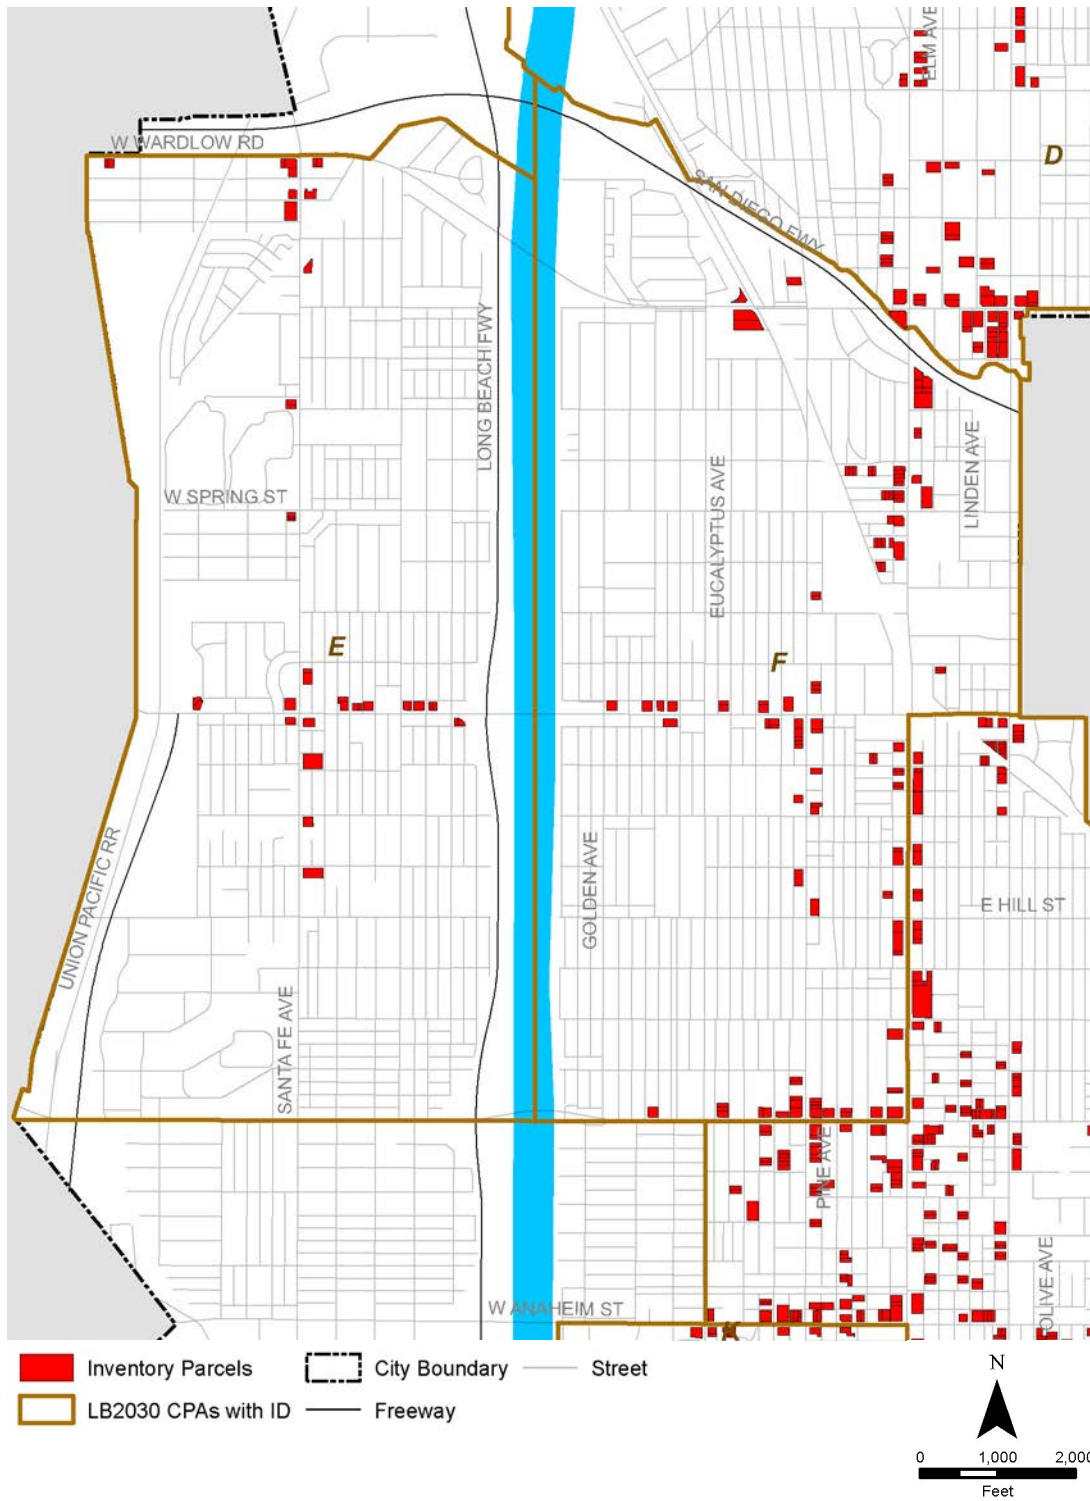 ELM AVE
W WARDLOW RD
D
SAN DIEGO FWY
LONG BEACH FWY
LINDEN AVE
EUCALYPTUS AVE
W SPRING ST
E
F
UNION PACIFIC RR
GOLDEN AVE
E HILL ST
SANTA FE AVE
PINE AVE
OLIVE AVE
W ANAHEIM ST
Inventory Parcels
City Boundary
Street
LB2030 CPAs with ID
Freeway
N
0 1,000 2,000
Feet